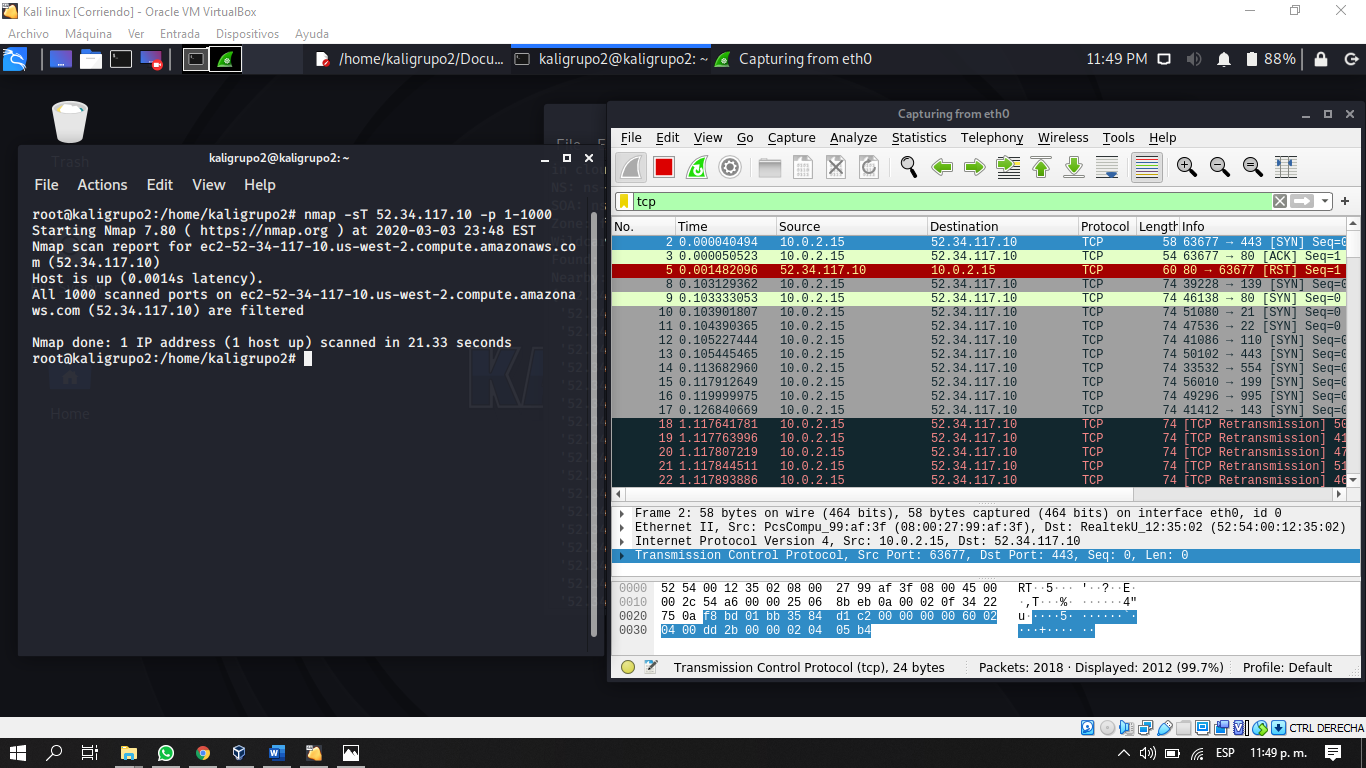 Kali linux [Corriendo] - Oracle VM VirtualBox
Archivo Máquina Ver Entrada Dispositivos Ayuda
/home/kaligrupo2/Docu... kaligrupo2@kaligrupo2: ~ Capturing from eth0 11:49 PM 88%
Trash
Home
kaligrupo2@kaligrupo2: ~
File Actions Edit View Help
root@kaligrupo2:/home/kaligrupo2# nmap -sT 52.34.117.10 -p 1-1000
Starting Nmap 7.80 ( https://nmap.org ) at 2020-03-03 23:48 EST
Nmap scan report for ec2-52-34-117-10.us-west-2.compute.amazonaws.co
m (52.34.117.10)
Host is up (0.0014s latency).
All 1000 scanned ports on ec2-52-34-117-10.us-west-2.compute.amazona
ws.com (52.34.117.10) are filtered
Nmap done: 1 IP address (1 host up) scanned in 21.33 seconds
root@kaligrupo2:/home/kaligrupo2#
Capturing from eth0
File Edit View Go Capture Analyze Statistics Telephony Wireless Tools Help
tcp
No. Time Source Destination Protocol Length Info
2 0.000040494 10.0.2.15 52.34.117.10 TCP 58 63677 → 443 [SYN] Seq=0
3 0.000050523 10.0.2.15 52.34.117.10 TCP 54 63677 → 80 [ACK] Seq=1
5 0.001482096 52.34.117.10 10.0.2.15 TCP 60 80 → 63677 [RST] Seq=1
8 0.103129362 10.0.2.15 52.34.117.10 TCP 74 39228 → 139 [SYN] Seq=
9 0.103333053 10.0.2.15 52.34.117.10 TCP 74 46138 → 80 [SYN] Seq=0
10 0.103901807 10.0.2.15 52.34.117.10 TCP 74 51080 → 21 [SYN] Seq=0
11 0.104390365 10.0.2.15 52.34.117.10 TCP 74 47536 → 22 [SYN] Seq=0
12 0.105227444 10.0.2.15 52.34.117.10 TCP 74 41086 → 110 [SYN] Seq=
13 0.105445465 10.0.2.15 52.34.117.10 TCP 74 50102 → 443 [SYN] Seq=
14 0.113682960 10.0.2.15 52.34.117.10 TCP 74 33532 → 554 [SYN] Seq=
15 0.117912649 10.0.2.15 52.34.117.10 TCP 74 56010 → 199 [SYN] Seq=
16 0.119999975 10.0.2.15 52.34.117.10 TCP 74 49296 → 995 [SYN] Seq=
17 0.126840669 10.0.2.15 52.34.117.10 TCP 74 41412 → 143 [SYN] Seq=
18 1.117641781 10.0.2.15 52.34.117.10 TCP 74 [TCP Retransmission] 50
19 1.117763996 10.0.2.15 52.34.117.10 TCP 74 [TCP Retransmission] 41
20 1.117807219 10.0.2.15 52.34.117.10 TCP 74 [TCP Retransmission] 47
21 1.117844511 10.0.2.15 52.34.117.10 TCP 74 [TCP Retransmission] 51
22 1.117893886 10.0.2.15 52.34.117.10 TCP 74 [TCP Retransmission] 46
Frame 2: 58 bytes on wire (464 bits), 58 bytes captured (464 bits) on interface eth0, id 0
Ethernet II, Src: PcsCompu_99:af:3f (08:00:27:99:af:3f), Dst: RealtekU_12:35:02 (52:54:00:12:35:02)
Internet Protocol Version 4, Src: 10.0.2.15, Dst: 52.34.117.10
Transmission Control Protocol, Src Port: 63677, Dst Port: 443, Seq: 0, Len: 0
0000 52 54 00 12 35 02 08 00 27 99 af 3f 08 00 45 00 RT··5··· '··?··E·
0010 00 2c 54 a6 00 00 25 06 8b eb 0a 00 02 0f 34 22 ·,T···%· ······4"
0020 75 0a f8 bd 01 bb 35 84 d1 c2 00 00 00 00 60 02 u·····5· ······`·
0030 04 00 dd 2b 00 00 02 04 05 b4 ···+···· ··
Transmission Control Protocol (tcp), 24 bytes Packets: 2018 · Displayed: 2012 (99.7%) Profile: Default
CTRL DERECHA
ESP 11:49 p. m.